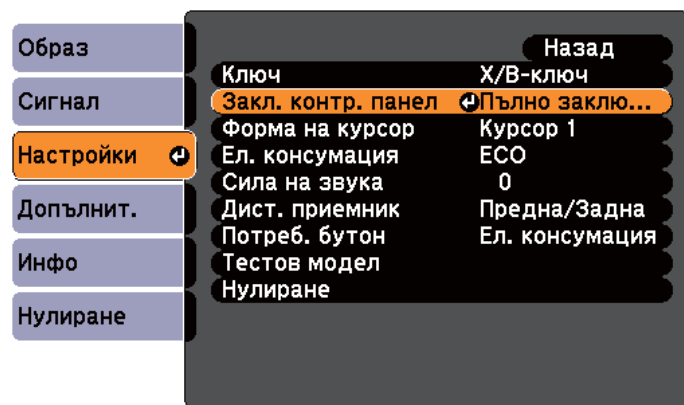 Образ
Сигнал
Настройки
Допълнит.
Инфо
Нулиране
Назад
Ключ Х/В-ключ
Закл. контр. панел Пълно заклю...
Форма на курсор Курсор 1
Ел. консумация ECO
Сила на звука 0
Дист. приемник Предна/Задна
Потреб. бутон Ел. консумация
Тестов модел
Нулиране